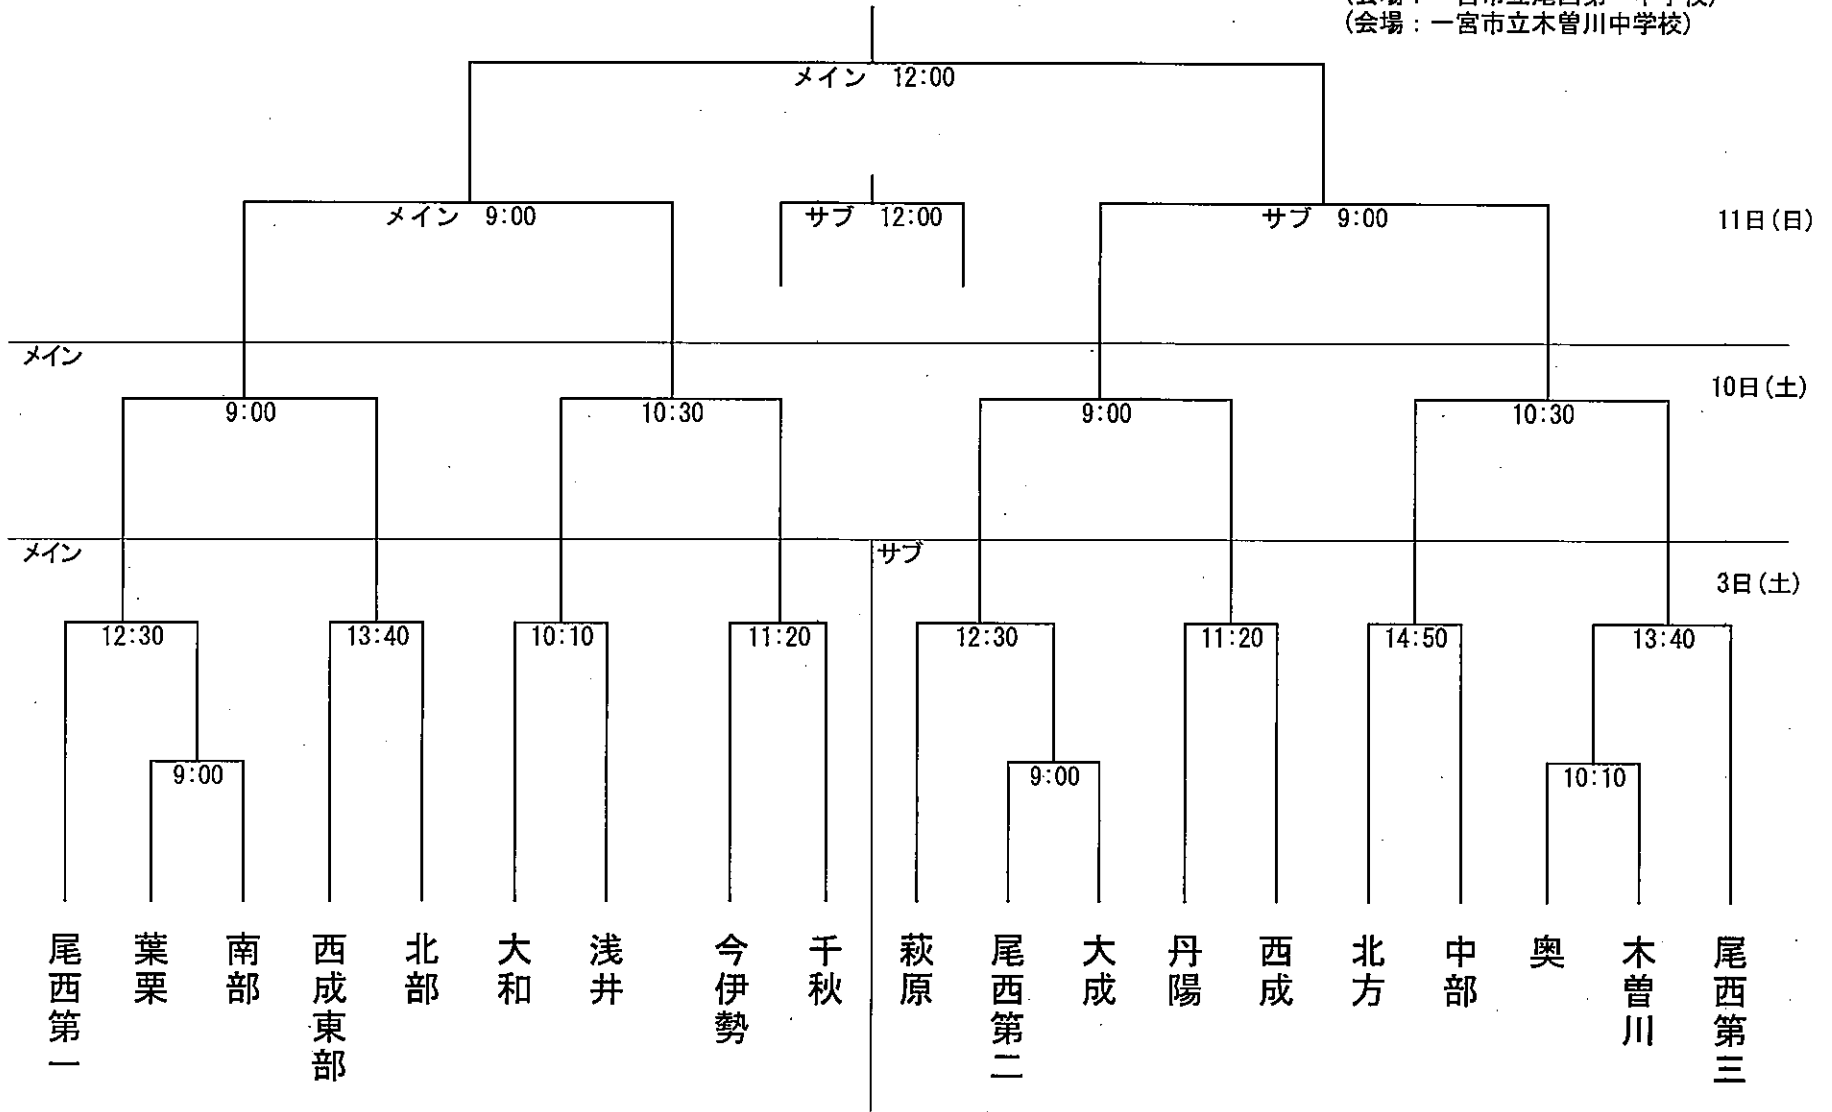 (会場：一宮市立木曽川中学校)
メイン 12:00
メイン 9:00
サブ 12:00
サブ 9:00
11日(日)
メイン
10日(土)
9:00
10:30
9:00
10:30
メイン
サブ
3日(土)
12:30
13:40
10:10
11:20
12:30
11:20
14:50
13:40
9:00
9:00
10:10
尾西第一
葉栗
南部
西成東部
北部
大和
浅井
今伊勢
千秋
萩原
尾西第二
大成
丹陽
西成
北方
中部
奥
木曽川
尾西第三